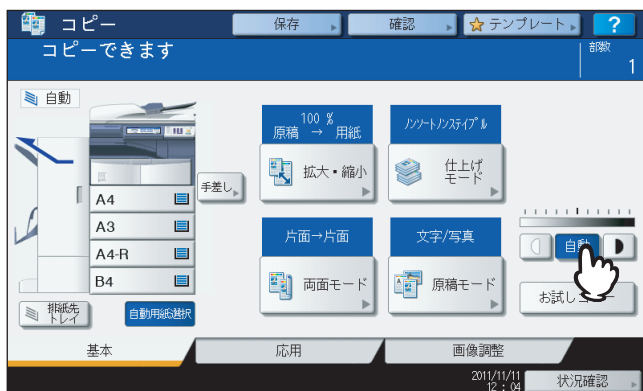 コピー
保存
確認
テンプレート
?
コピーできます
部数
1
自動
100 %
原稿 → 用紙
ノンソートノンステイプル
拡大・縮小
仕上げ
モード
手差し
A4
A3
A4-R
B4
片面→片面
文字/写真
自動
両面モード
原稿モード
お試しコピー
排紙先
トレイ
自動用紙選択
基本
応用
画像調整
2011/11/11
12 : 04
状況確認